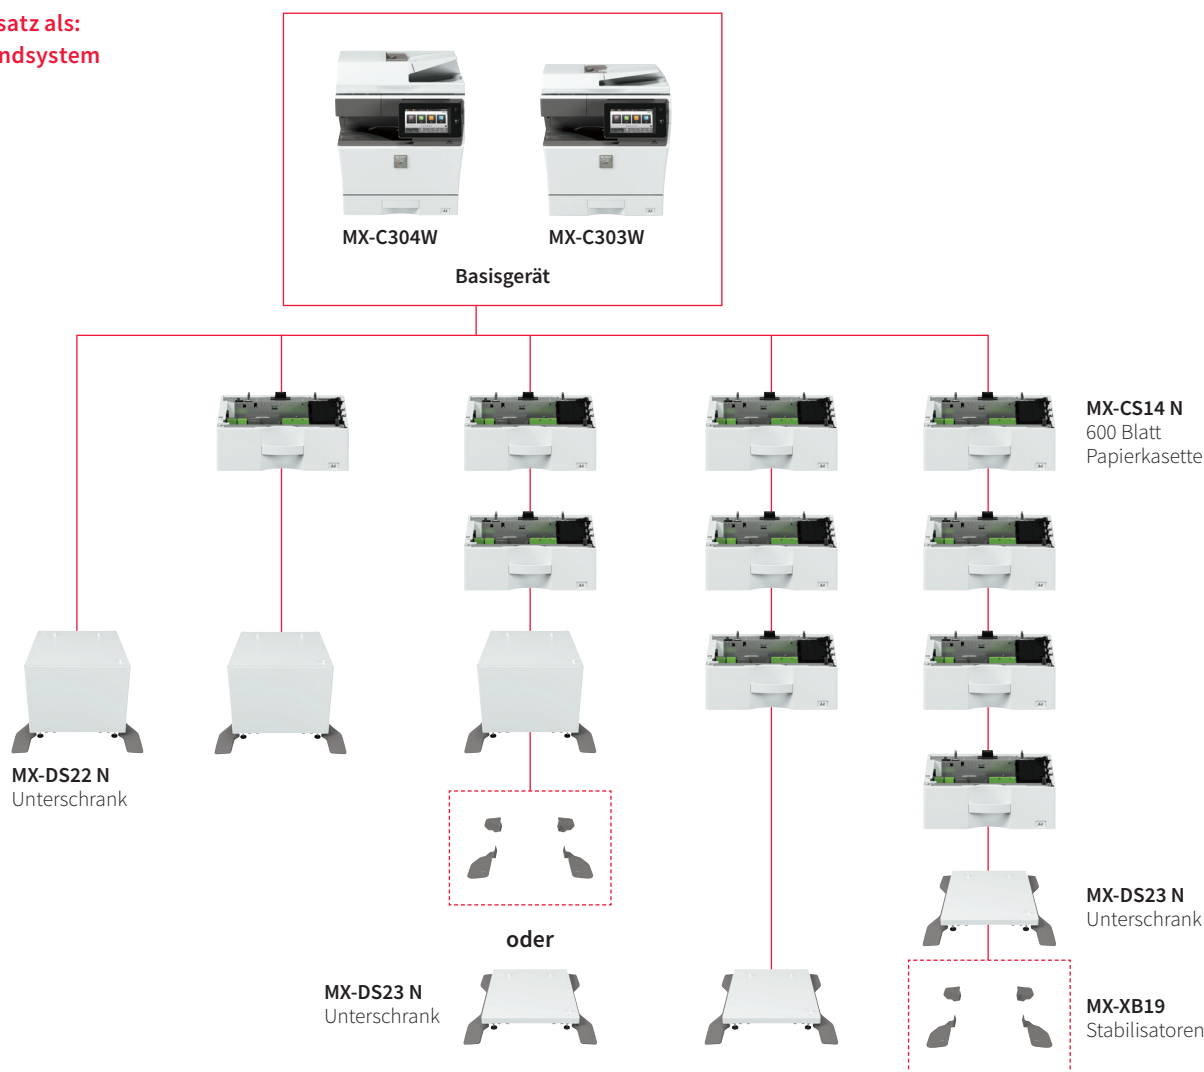 satz als:
ndsystem
MX-C304W
MX-C303W
Basisgerät
MX-CS14 N
600 Blatt
Papierkasette
MX-DS22 N
Unterschrank
oder
MX-DS23 N
Unterschrank
MX-DS23 N
Unterschrank
MX-XB19
Stabilisatoren